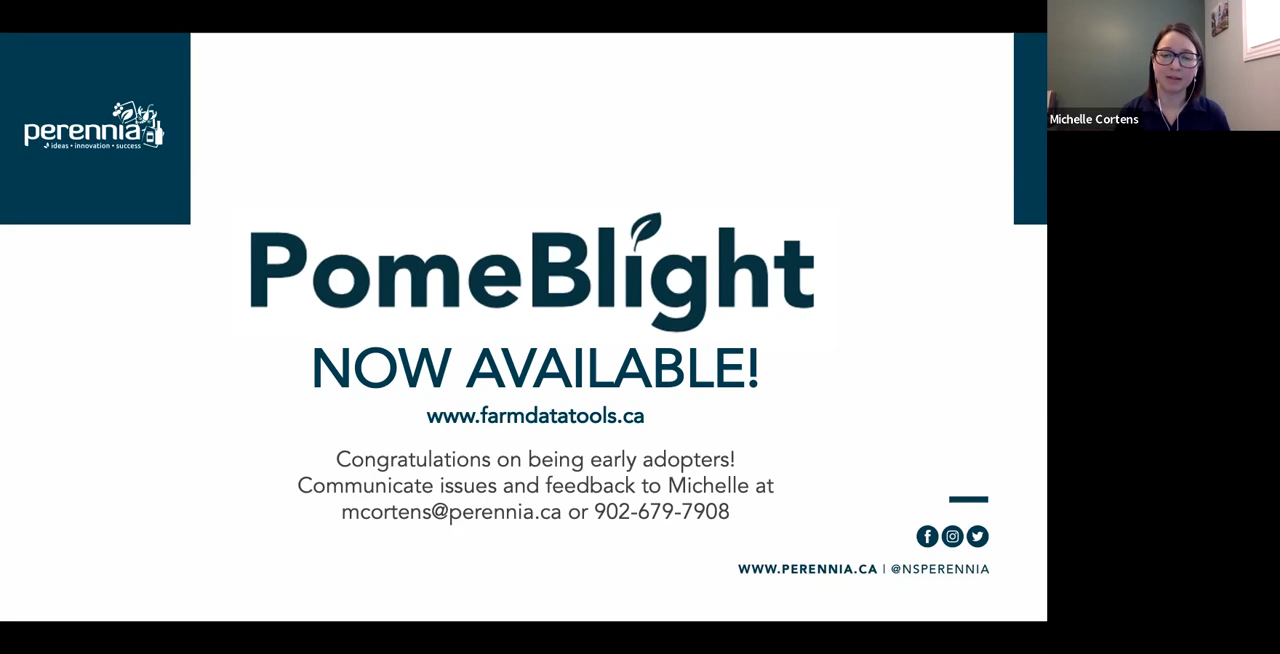 perennia
ideas • innovation • success
Michelle Cortens
PomeBlight
NOW AVAILABLE!
www.farmdatatools.ca
Congratulations on being early adopters!
Communicate issues and feedback to Michelle at
mcortens@perennia.ca or 902-679-7908
WWW.PERENNIA.CA | @NSPERENNIA